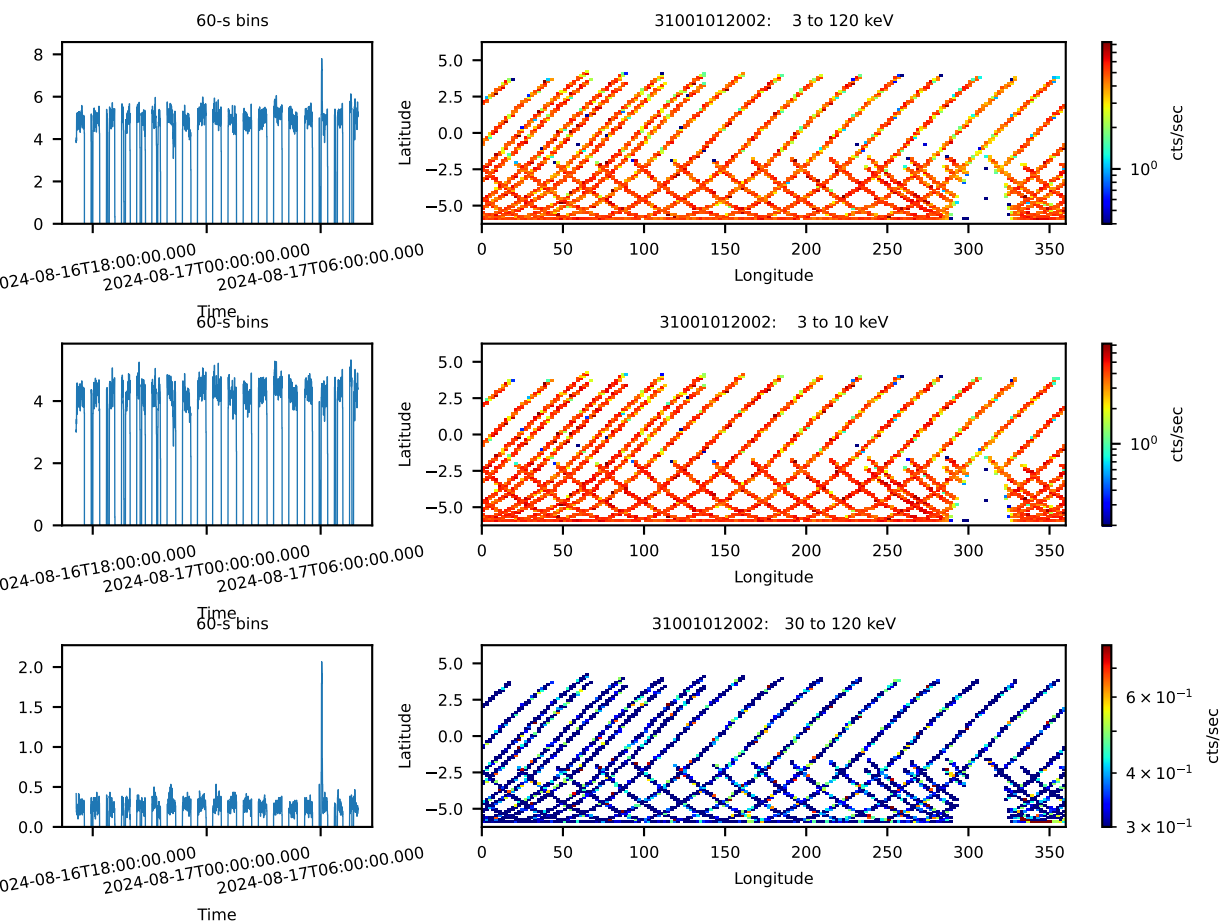 60-s bins
31001012002:    3 to 120 keV
8
6
4
2
0
024-08-16T18:00:00.000
2024-08-17T00:00:00.000
2024-08-17T06:00:00.000
Time
Latitude
5.0
2.5
0.0
−2.5
−5.0
0 50 100 150 200 250 300 350
Longitude
10⁰
cts/sec
60-s bins
31001012002:    3 to 10 keV
4
2
0
024-08-16T18:00:00.000
2024-08-17T00:00:00.000
2024-08-17T06:00:00.000
Time
Latitude
5.0
2.5
0.0
−2.5
−5.0
0 50 100 150 200 250 300 350
Longitude
10⁰
cts/sec
60-s bins
31001012002:   30 to 120 keV
2.0
1.5
1.0
0.5
0.0
024-08-16T18:00:00.000
2024-08-17T00:00:00.000
2024-08-17T06:00:00.000
Time
Latitude
5.0
2.5
0.0
−2.5
−5.0
0 50 100 150 200 250 300 350
Longitude
6 × 10⁻¹
4 × 10⁻¹
3 × 10⁻¹
cts/sec